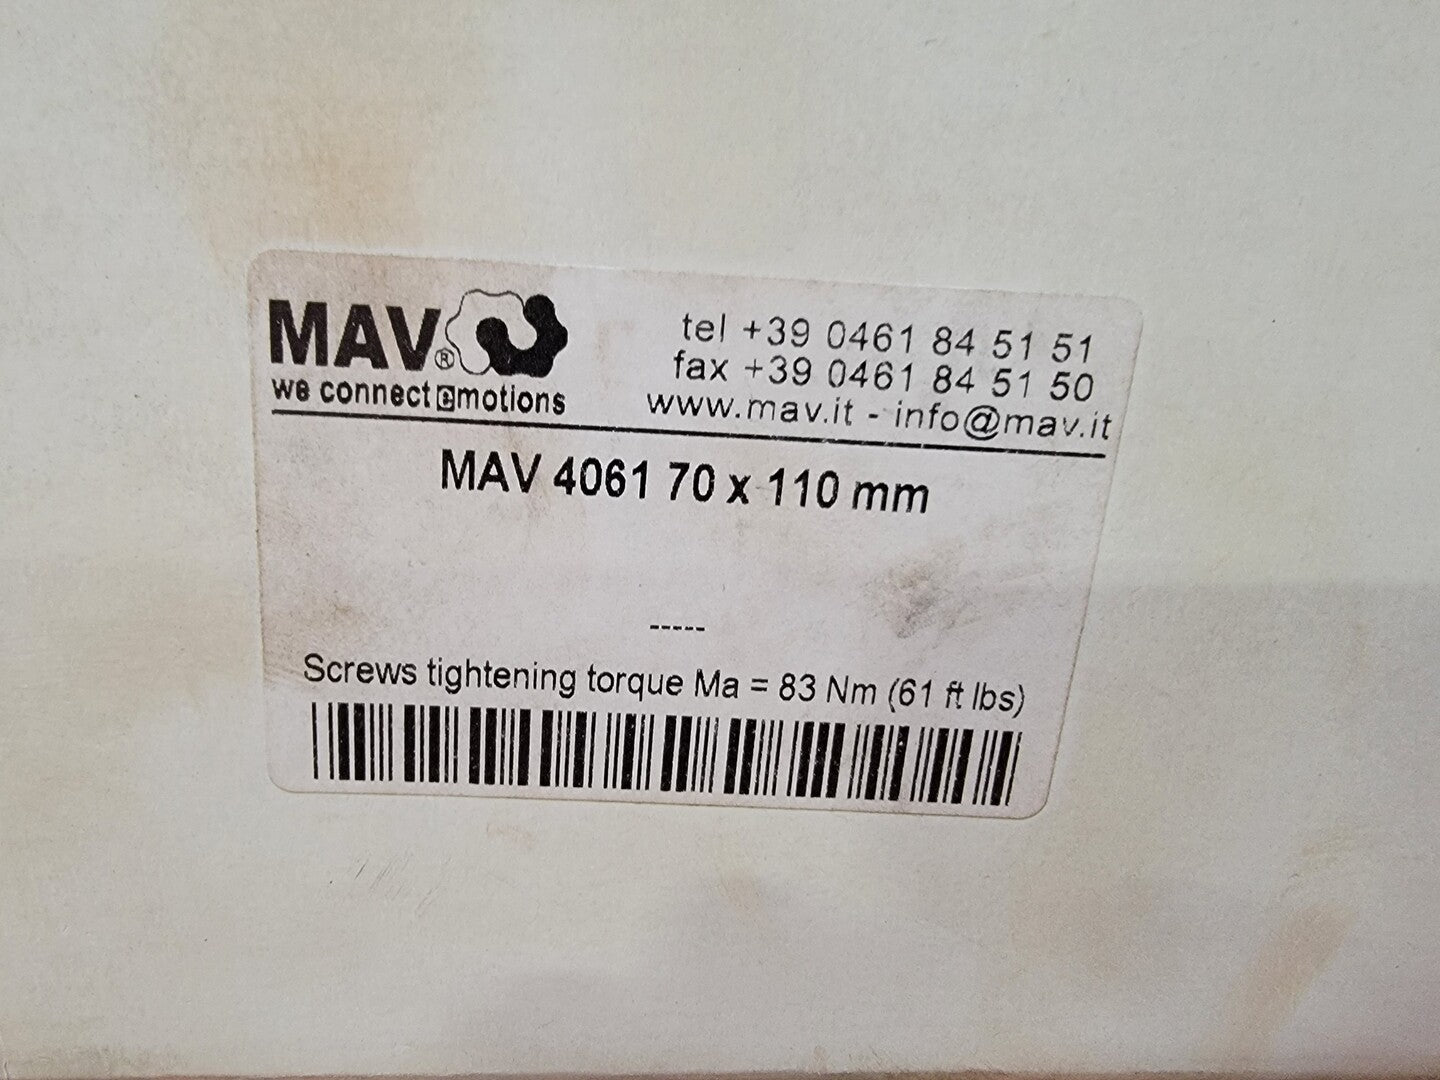 MAV®
we connect emotions
tel +39 0461 84 51 51
fax +39 0461 84 51 50
www.mav.it - info@mav.it
MAV 4061 70 x 110 mm
-----
Screws tightening torque Ma = 83 Nm (61 ft lbs)